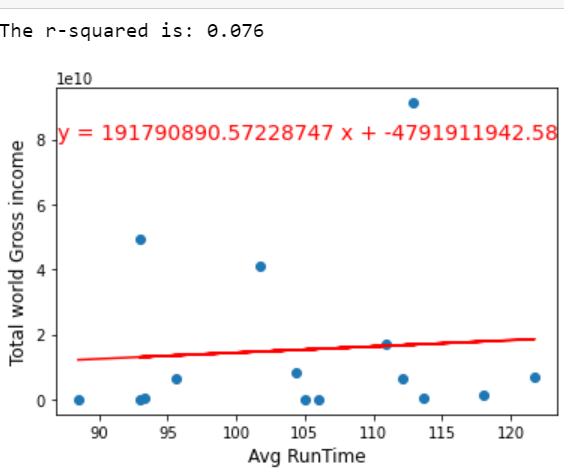 The r-squared is: 0.076
1e10
y = 191790890.57228747 x + -4791911942.58
8
6
4
2
0
Total world Gross income
90 95 100 105 110 115 120
Avg RunTime